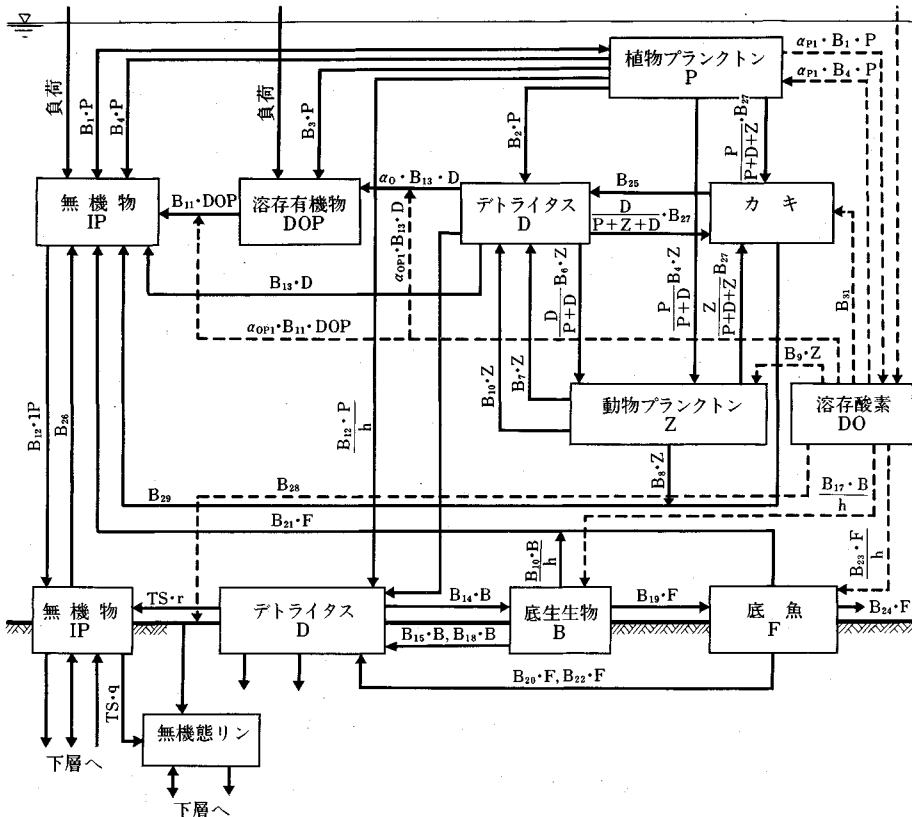 植物プランクトン
P
α_P1・B₁・P
α_P1・B₄・P
負荷
B₁・P
B₄・P
負荷
B₃・P
B₂・P
P/(P+D+Z)・B₂₇
無機物
IP
B₁₁・DOP
溶存有機物
DOP
α_O・B₁₃・D
デトライタス
D
B₂₅
D/(P+Z+D)・B₂₇
カキ
α_OP1・B₁₃・D
B₁₃・D
α_OP1・B₁₁・DOP
D/(P+D) B₆・Z
P/(P+D) B₄・Z
Z/(P+D+Z) B₂₇
B₃₁
B₉・Z
B₁₀・Z
B₇・Z
動物プランクトン
Z
溶存酸素
DO
B₁₂・1P
B₂₆
B₁₂・P/h
B₈・Z
B₂₉
B₂₈
B₁₇・B/h
B₂₁・F
B₁₀・B/h
B₂₃・F/h
無機物
IP
TS・r
デトライタス
D
B₁₄・B
底生生物
B
B₁₉・F
底魚
F
B₂₄・F
B₁₅・B, B₁₈・B
B₂₀・F, B₂₂・F
TS・q
無機態リン
下層へ
下層へ